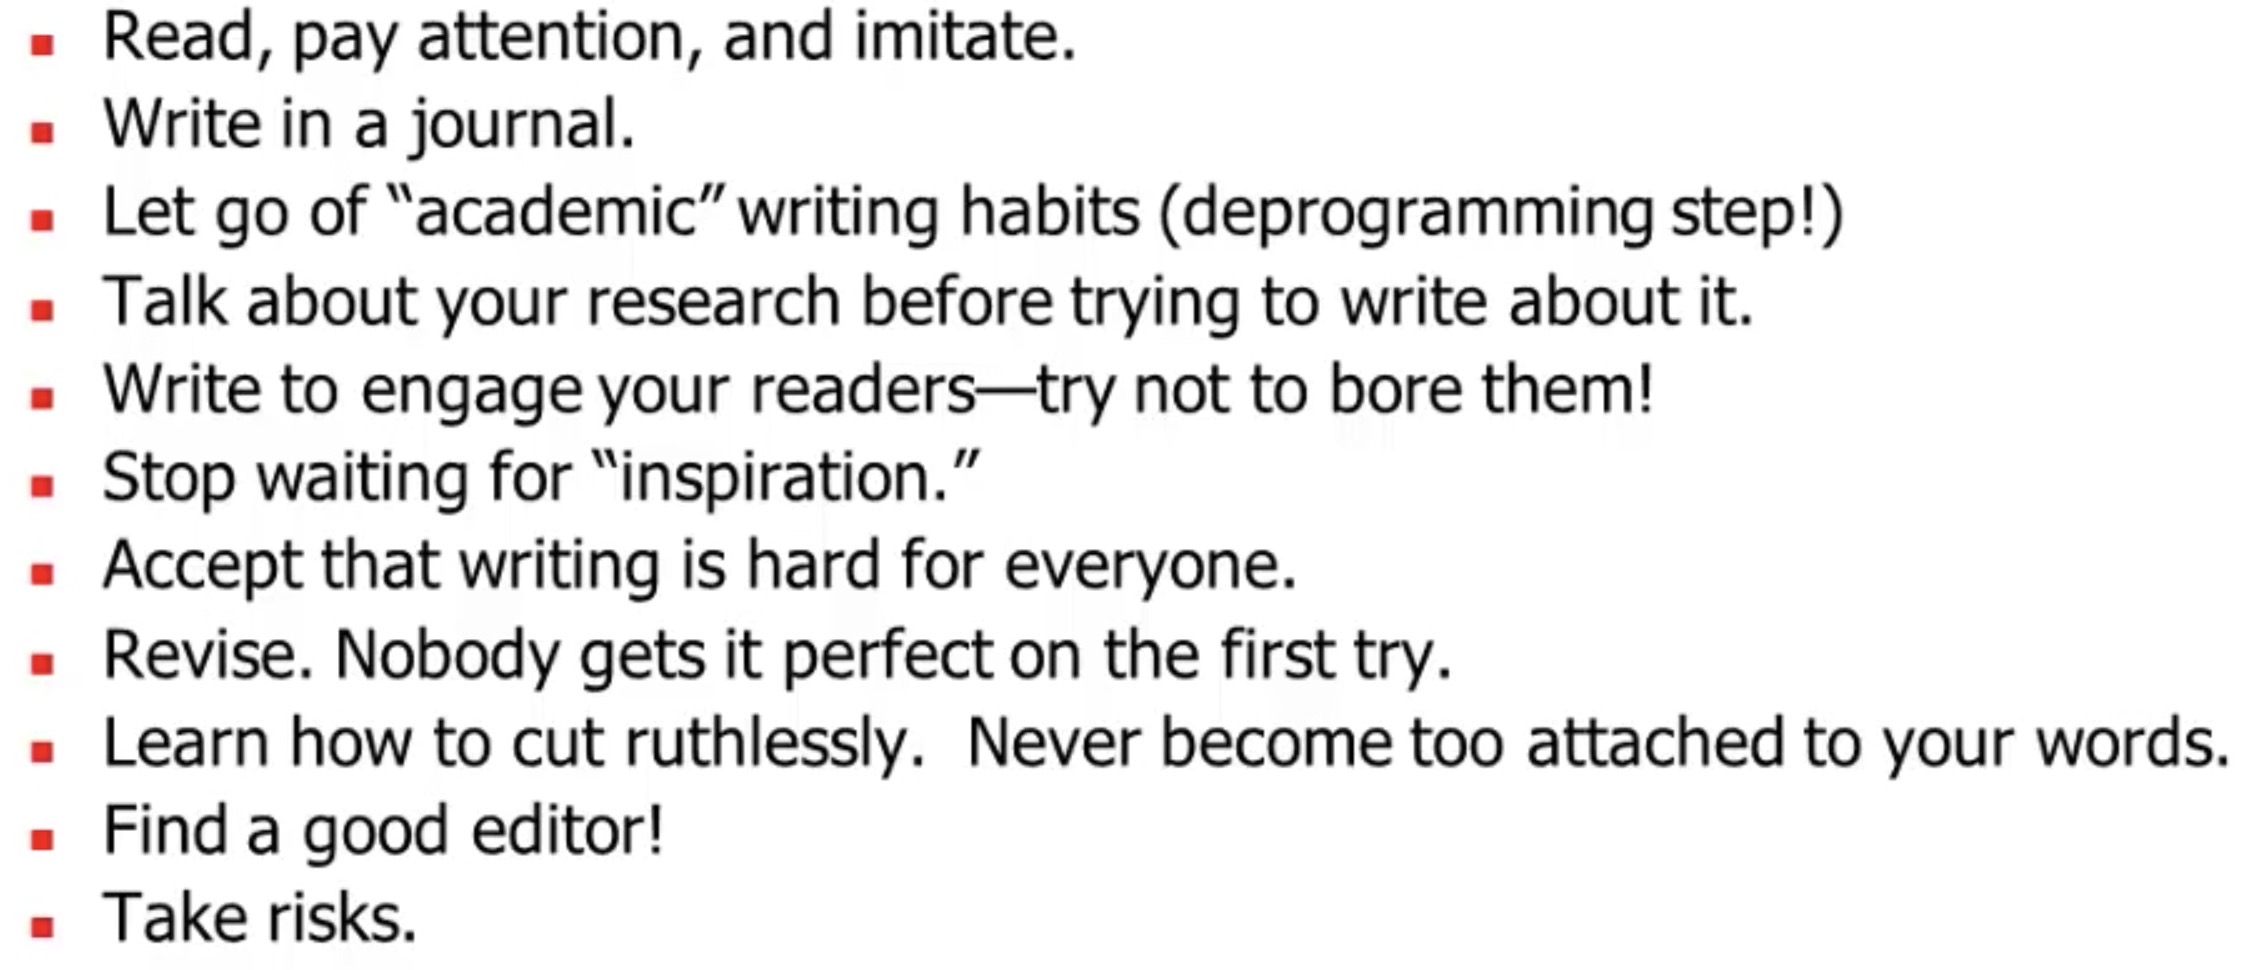 ▪ Read, pay attention, and imitate.
▪ Write in a journal.
▪ Let go of “academic” writing habits (deprogramming step!)
▪ Talk about your research before trying to write about it.
▪ Write to engage your readers—try not to bore them!
▪ Stop waiting for “inspiration.”
▪ Accept that writing is hard for everyone.
▪ Revise. Nobody gets it perfect on the first try.
▪ Learn how to cut ruthlessly.  Never become too attached to your words.
▪ Find a good editor!
▪ Take risks.